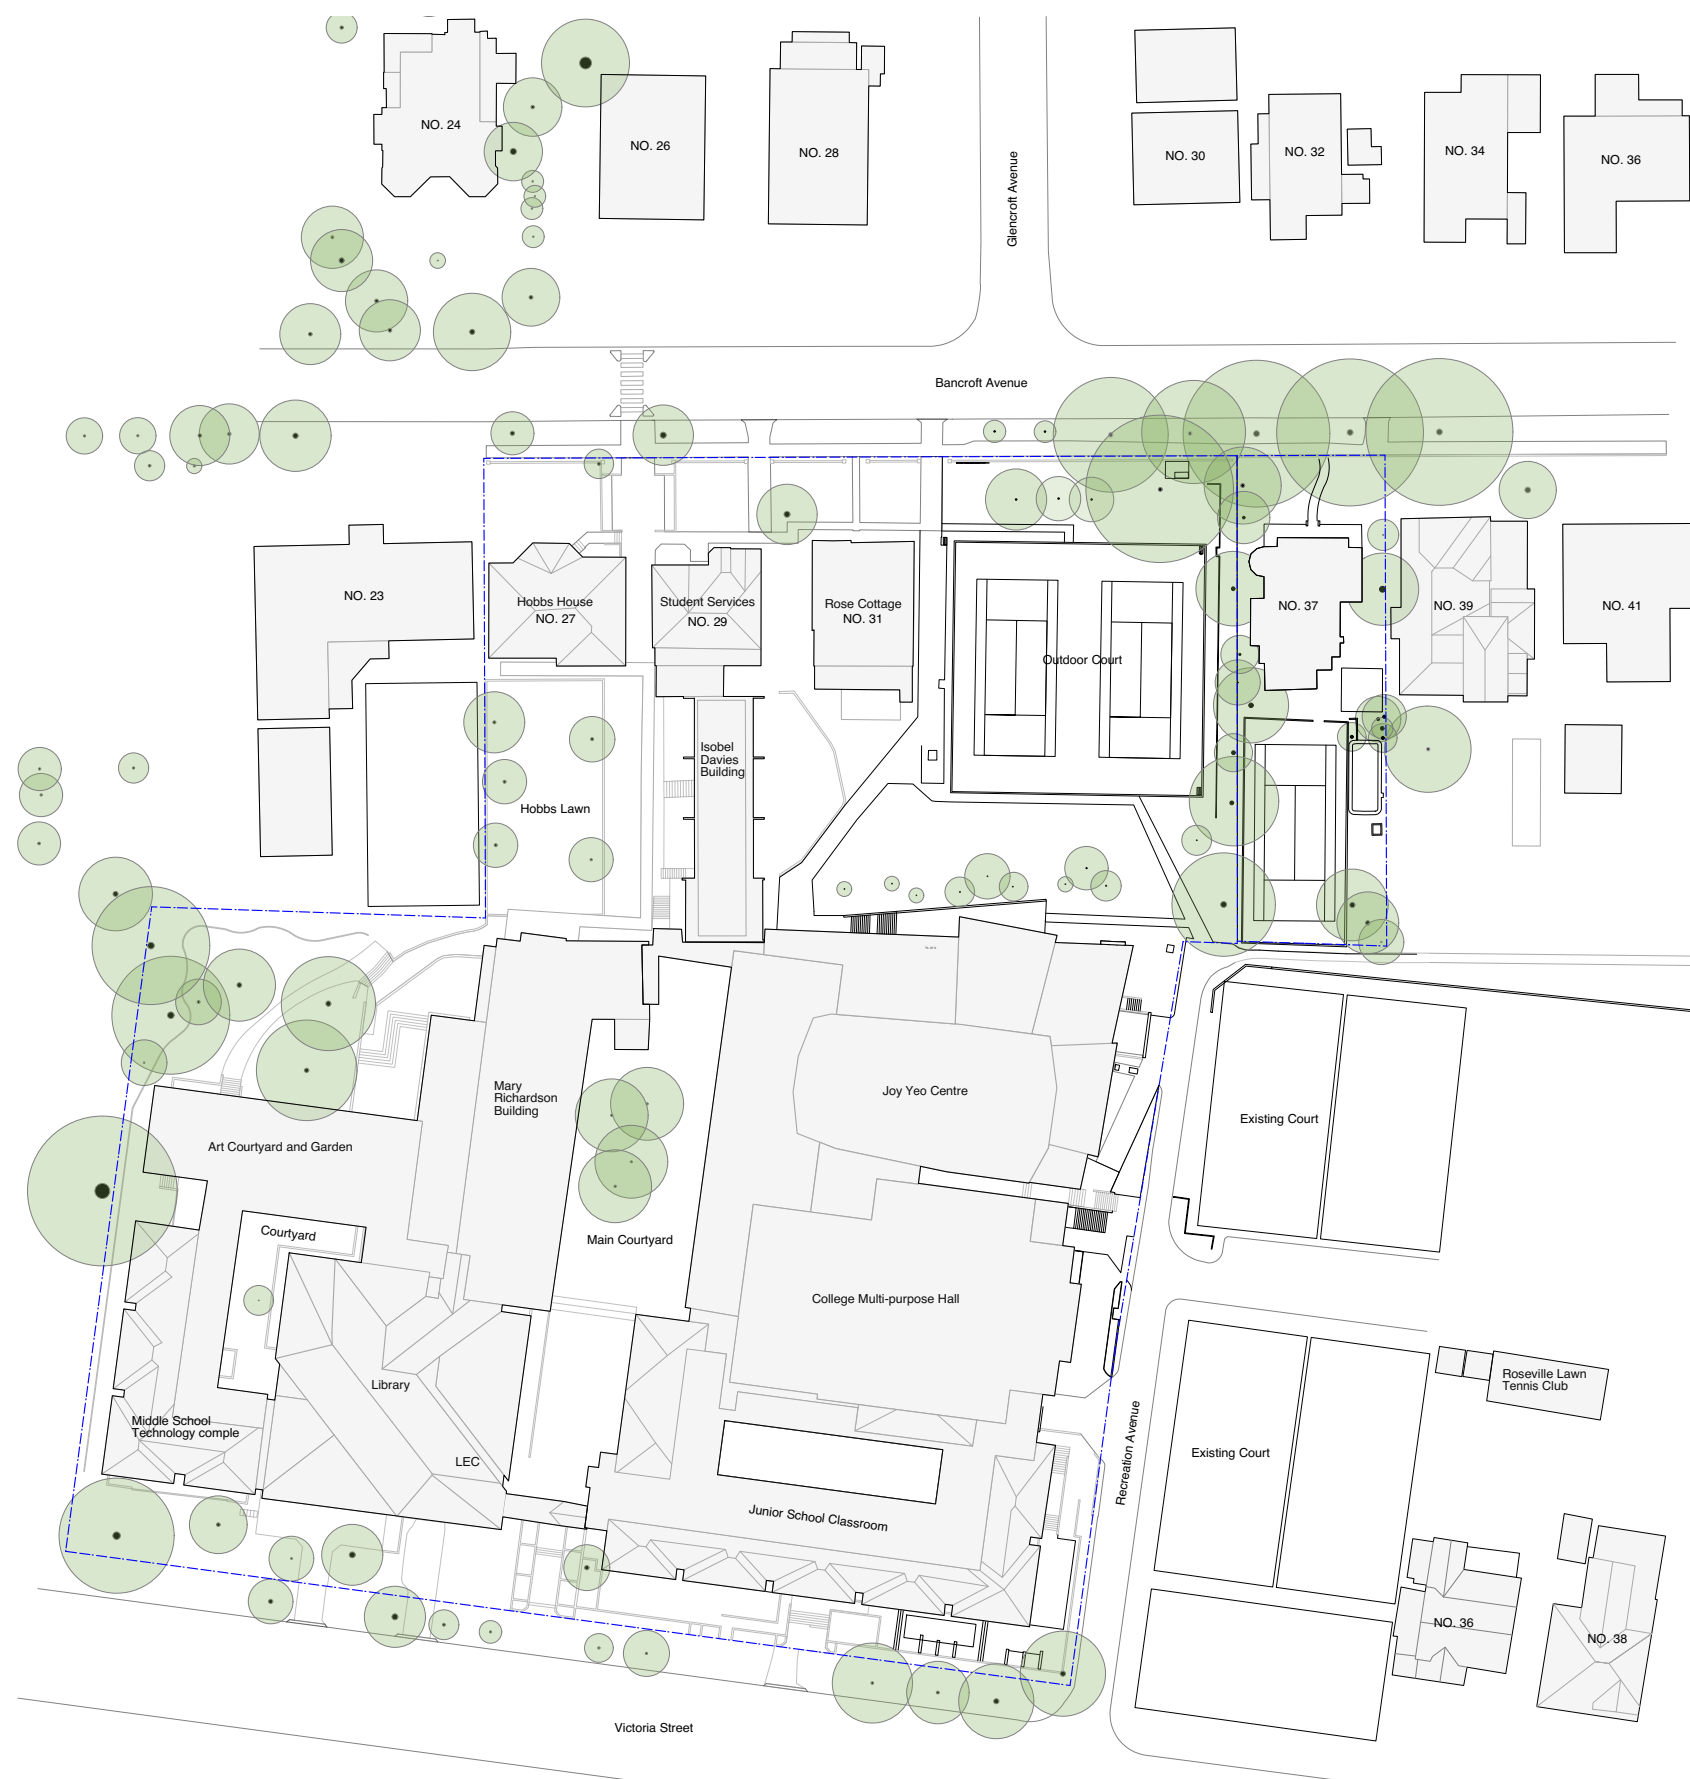 NO. 24
NO. 26
NO. 28
Glencroft Avenue
NO. 30
NO. 32
NO. 34
NO. 36
Bancroft Avenue
NO. 23
Hobbs House
NO. 27
Student Services
NO. 29
Rose Cottage
NO. 31
Outdoor Court
NO. 37
NO. 39
NO. 41
Isobel
Davies
Building
Hobbs Lawn
Mary
Richardson
Building
Joy Yeo Centre
Existing Court
Art Courtyard and Garden
Courtyard
Main Courtyard
College Multi-purpose Hall
Library
Roseville Lawn
Tennis Club
Middle School
Technology comple
LEC
Recreation Avenue
Existing Court
Junior School Classroom
NO. 36
NO. 38
Victoria Street